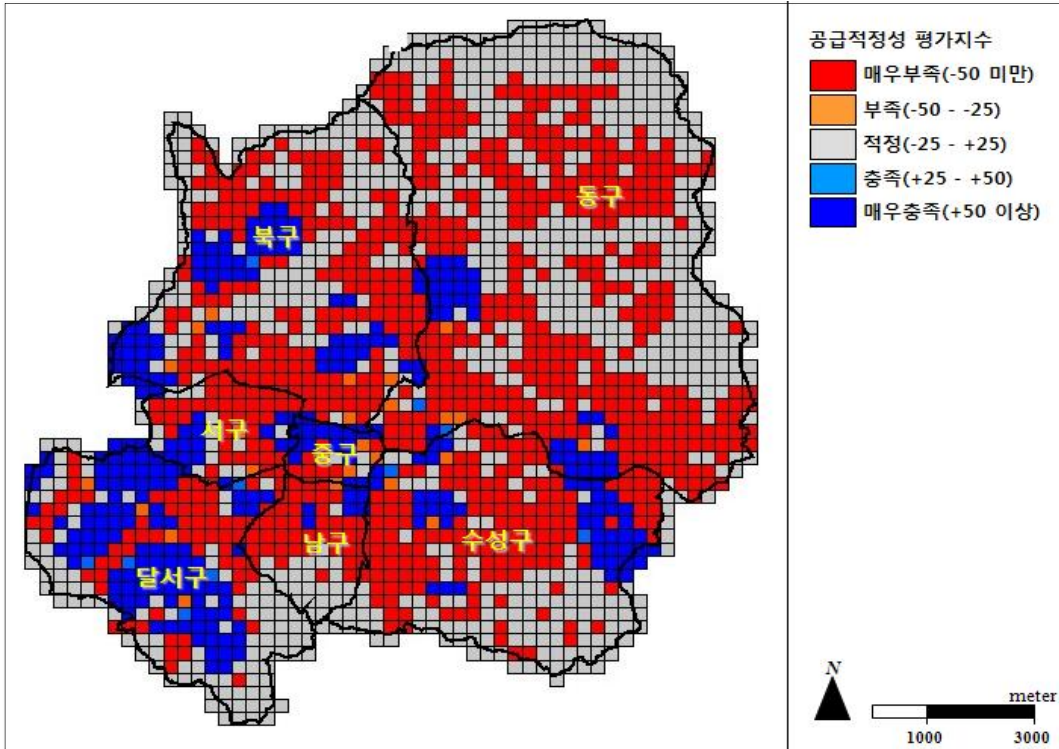 공급적정성 평가지수
매우부족(-50 미만)
부족(-50 - -25)
적정(-25 - +25)
충족(+25 - +50)
매우충족(+50 이상)
동구
북구
서구
중구
남구
수성구
달서구
N
meter
1000 3000